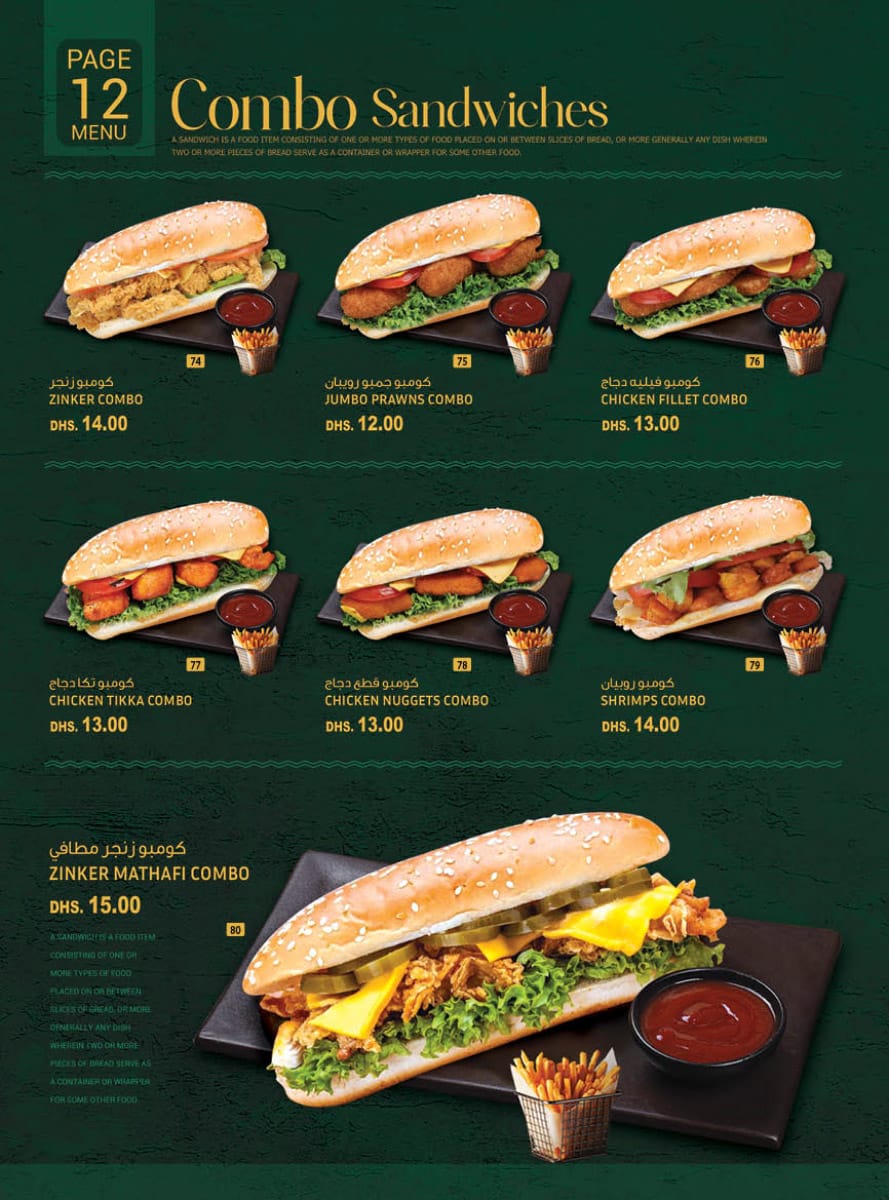 PAGE
12
MENU
Combo Sandwiches
A SANDWICH IS A FOOD ITEM CONSISTING OF ONE OR MORE TYPES OF FOOD PLACED ON OR BETWEEN SLICES OF BREAD, OR MORE GENERALLY ANY DISH WHEREIN
TWO OR MORE PIECES OF BREAD SERVE AS A CONTAINER OR WRAPPER FOR SOME OTHER FOOD.
74
كومبو زنجر
ZINKER COMBO
DHS. 14.00
75
كومبو جمبو روبيان
JUMBO PRAWNS COMBO
DHS. 12.00
76
كومبو فيليه دجاج
CHICKEN FILLET COMBO
DHS. 13.00
77
كومبو تكا دجاج
CHICKEN TIKKA COMBO
DHS. 13.00
78
كومبو قطع دجاج
CHICKEN NUGGETS COMBO
DHS. 13.00
79
كومبو روبيان
SHRIMPS COMBO
DHS. 14.00
كومبو زنجر مطافي
ZINKER MATHAFI COMBO
DHS. 15.00
80
A SANDWICH IS A FOOD ITEM
CONSISTING OF ONE OR
MORE TYPES OF FOOD
PLACED ON OR BETWEEN
SLICES OF BREAD, OR MORE
GENERALLY ANY DISH
WHEREIN TWO OR MORE
PIECES OF BREAD SERVE AS
A CONTAINER OR WRAPPER
FOR SOME OTHER FOOD.